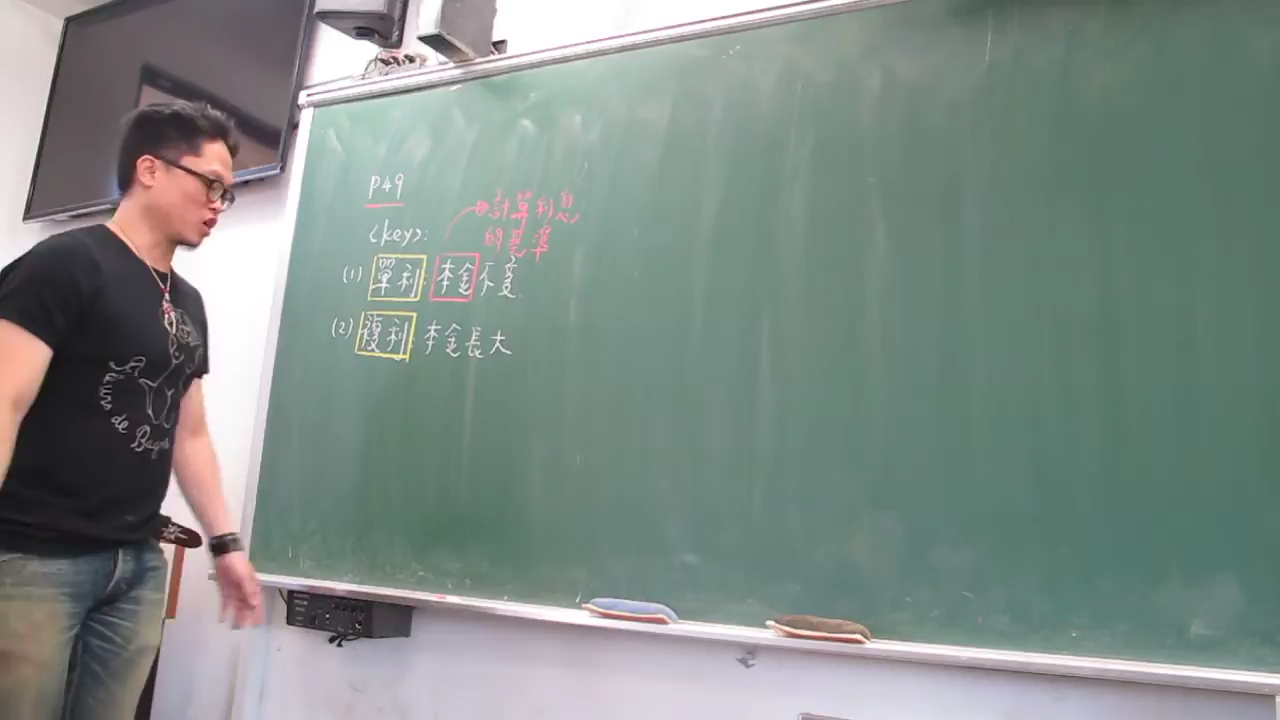 P49
<key>:
計算利息
的基準
(1) 單利: 本金不變
(2) 複利: 本金長大
de